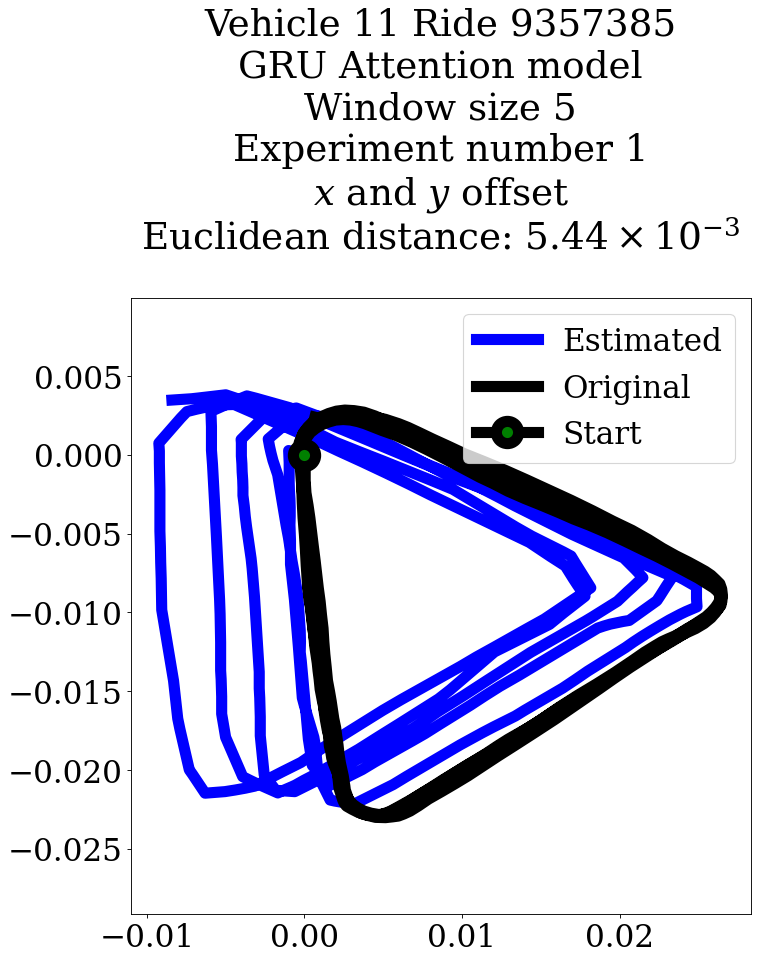 Vehicle 11 Ride 9357385
GRU Attention model
Window size 5
Experiment number 1
x and y offset
Euclidean distance: 5.44 × 10⁻³
Estimated
Original
Start
0.005
0.000
−0.005
−0.010
−0.015
−0.020
−0.025
−0.01 0.00 0.01 0.02